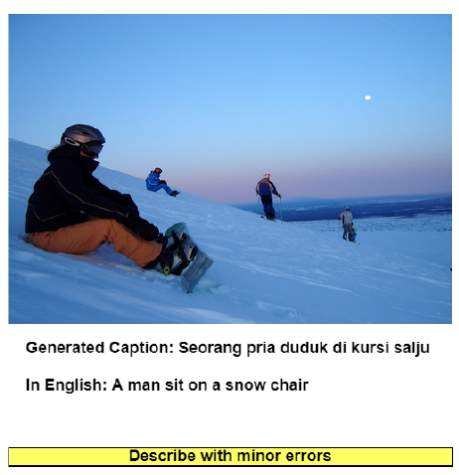 Generated Caption: Seorang pria duduk di kursi salju
In English: A man sit on a snow chair
Describe with minor errors